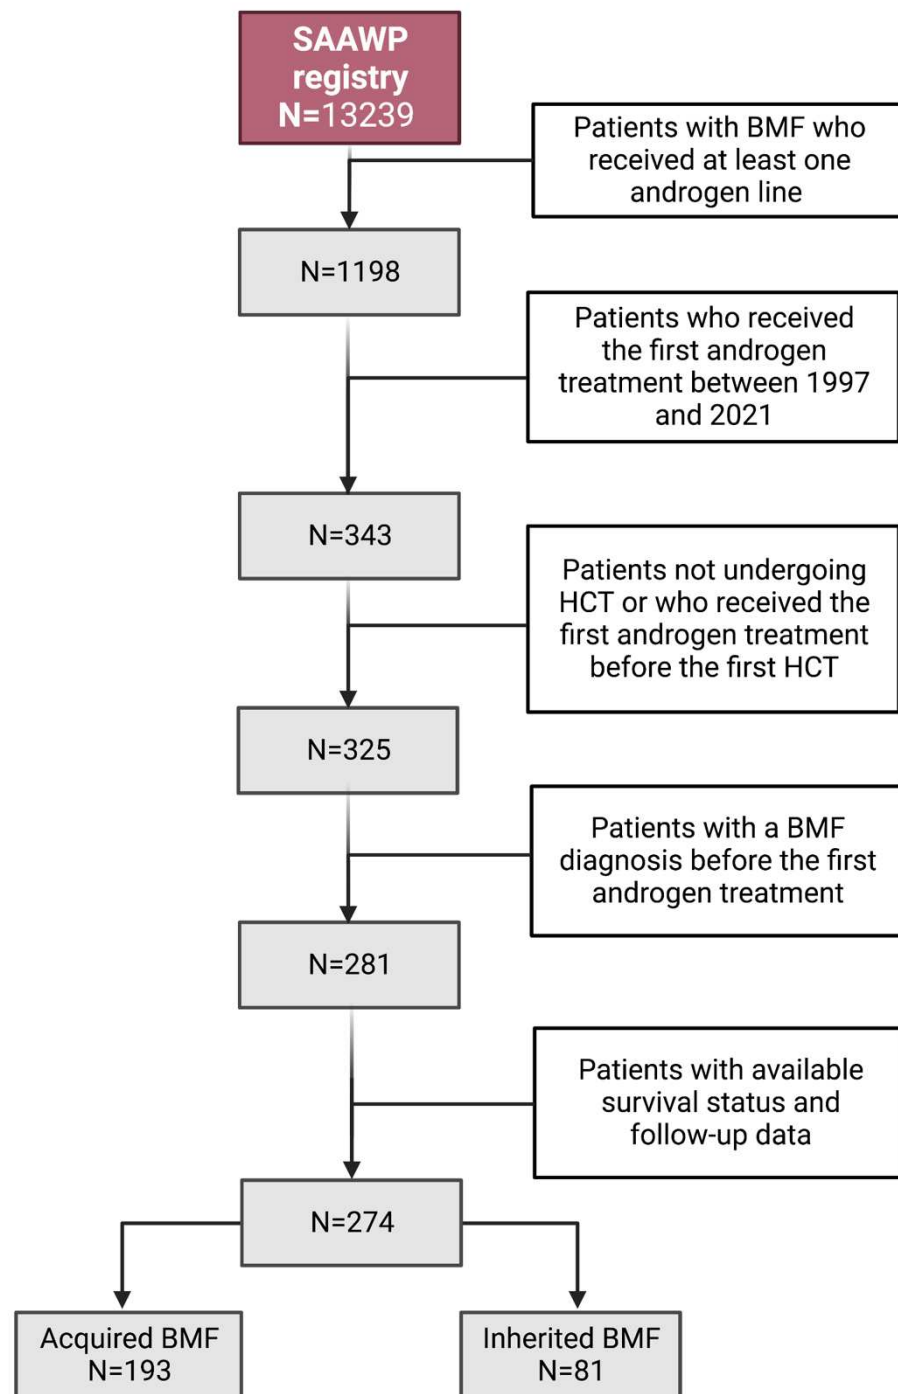 SAAWP
registry
N=13239
Patients with BMF who
received at least one
androgen line
N=1198
Patients who received
the first androgen
treatment between 1997
and 2021
N=343
Patients not undergoing
HCT or who received the
first androgen treatment
before the first HCT
N=325
Patients with a BMF
diagnosis before the first
androgen treatment
N=281
Patients with available
survival status and
follow-up data
N=274
Acquired BMF
N=193
Inherited BMF
N=81